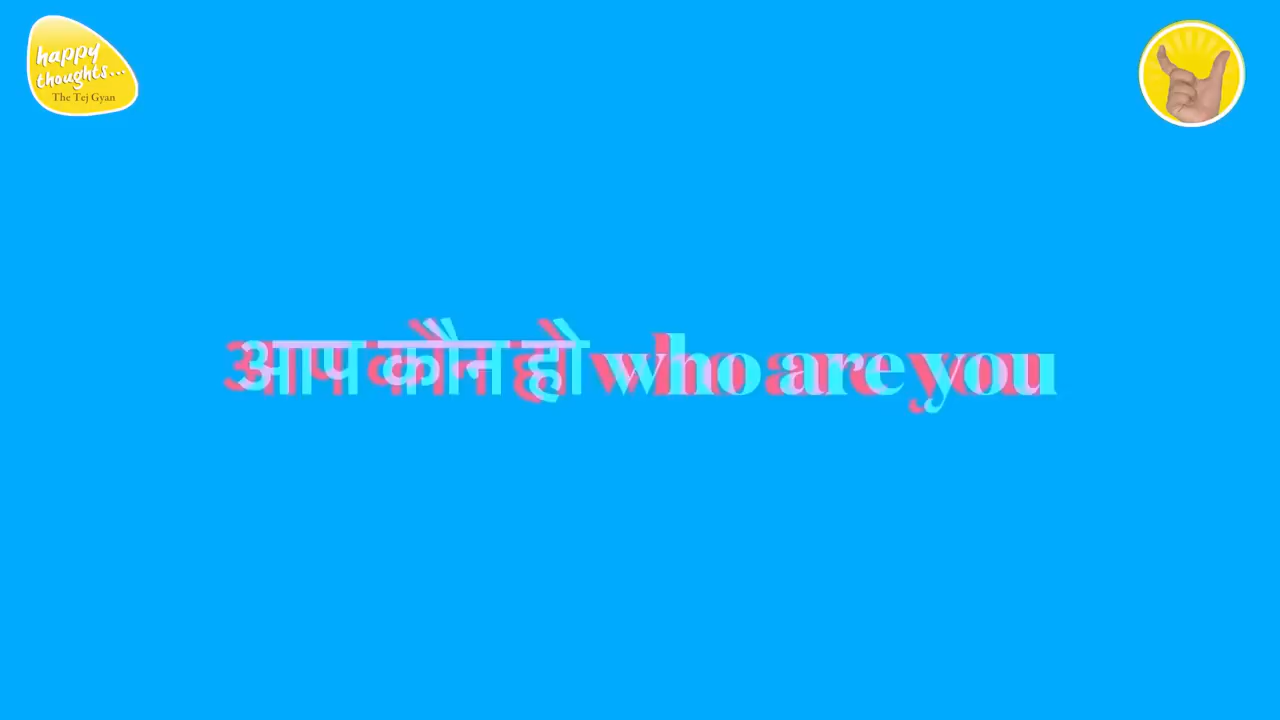 happy
thoughts...
The Tej Gyan
आप कौन हो who are you